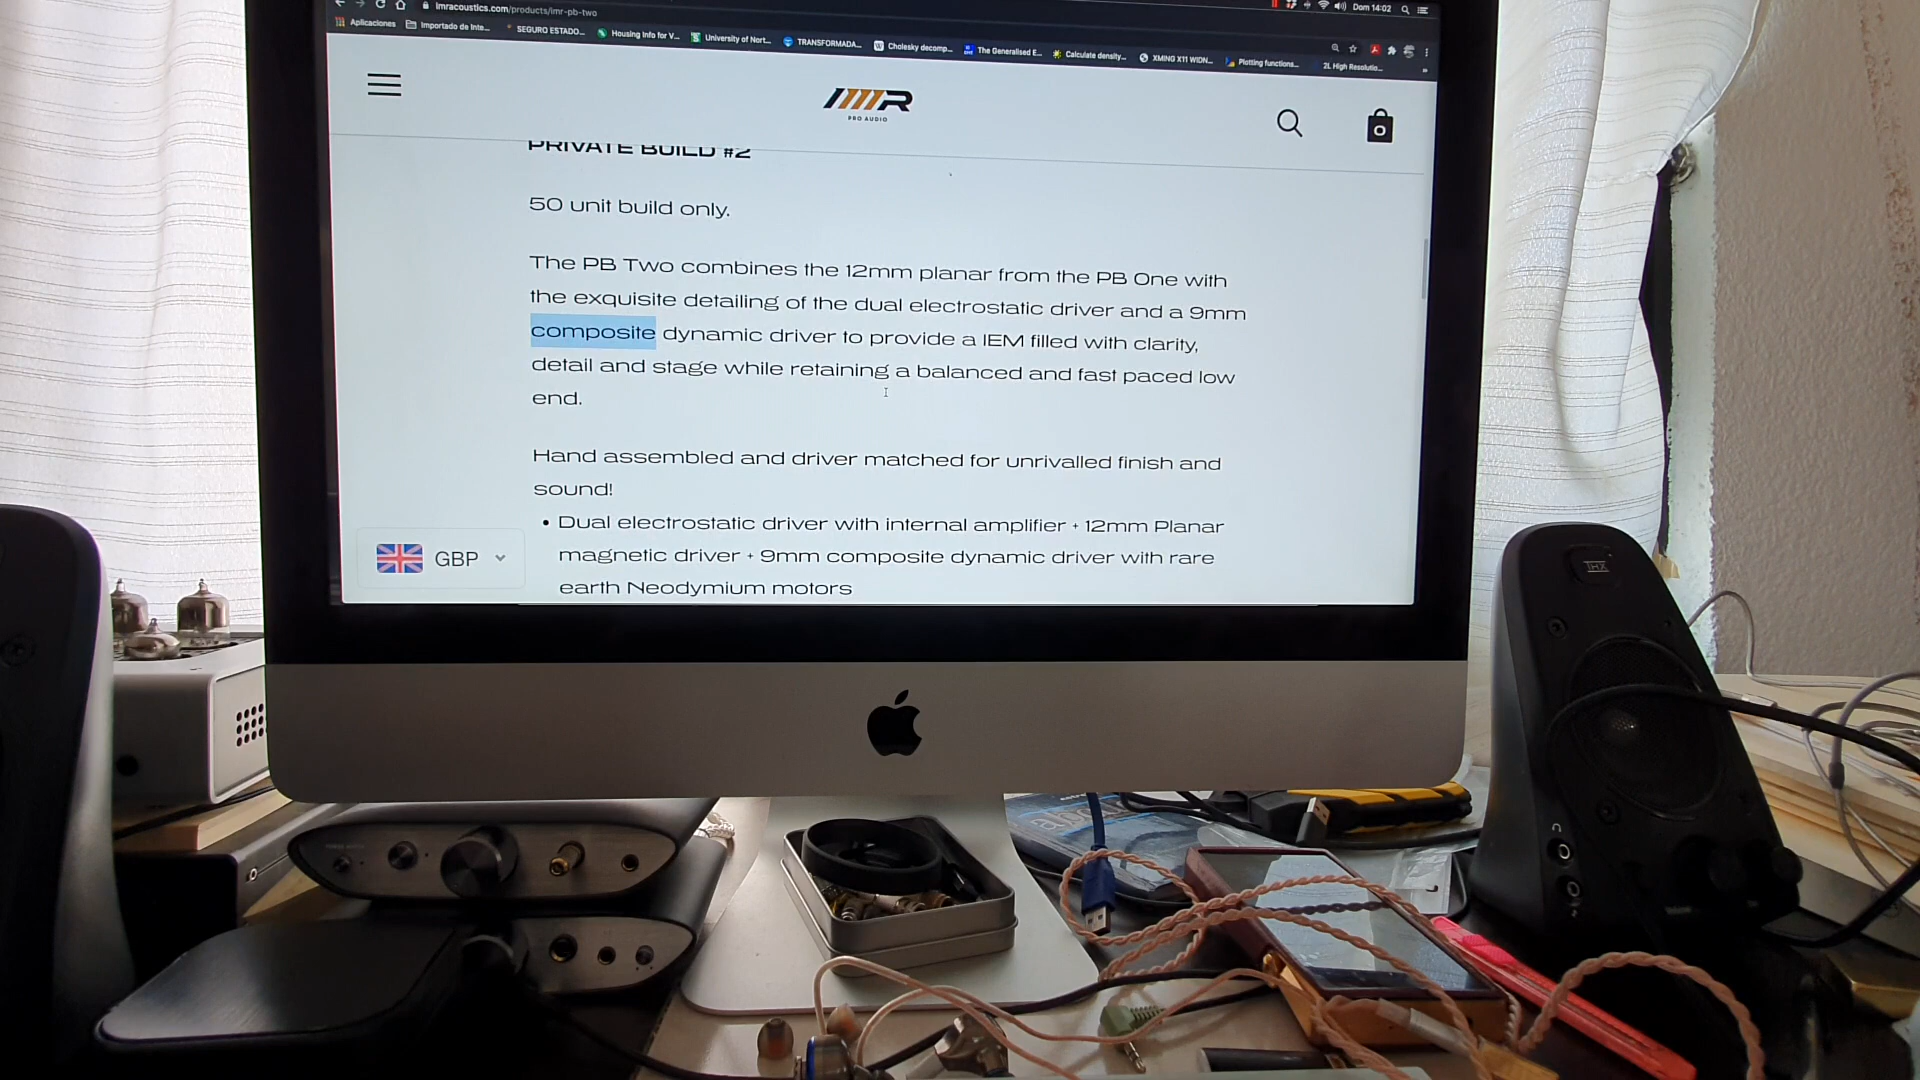 imracoustics.com/products/imr-pb-two
Dom 14:02
Aplicaciones
Importado de Inte...
SEGURO ESTADO...
Housing Info for V...
University of Nort...
TRANSFORMADA...
Cholesky decomp...
The Generalised E...
Calculate density...
XMING X11 WIDN...
Plotting functions...
2L High Resolutio...
IMR
PRO AUDIO
0
PRIVATE BUILD #2
50 unit build only.
The PB Two combines the 12mm planar from the PB One with
the exquisite detailing of the dual electrostatic driver and a 9mm
composite dynamic driver to provide a IEM filled with clarity,
detail and stage while retaining a balanced and fast paced low
end.
Hand assembled and driver matched for unrivalled finish and
sound!
• Dual electrostatic driver with internal amplifier + 12mm Planar
magnetic driver + 9mm composite dynamic driver with rare
earth Neodymium motors
GBP
THX